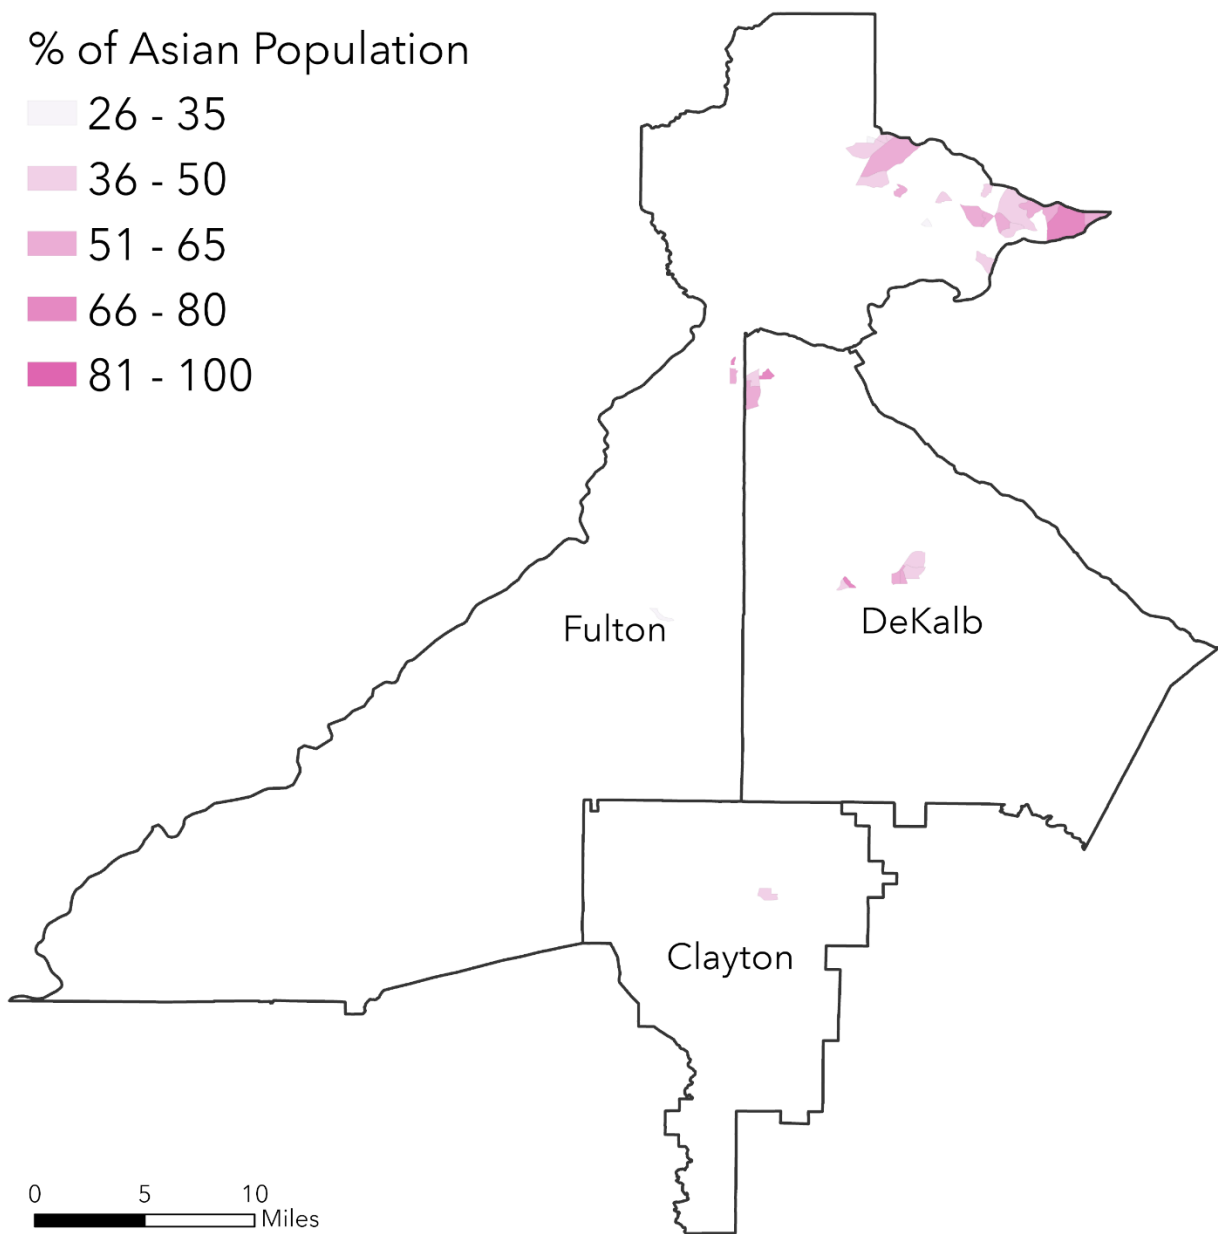 % of Asian Population
26 - 35
36 - 50
51 - 65
66 - 80
81 - 100
Fulton
DeKalb
Clayton
0 5 10
Miles